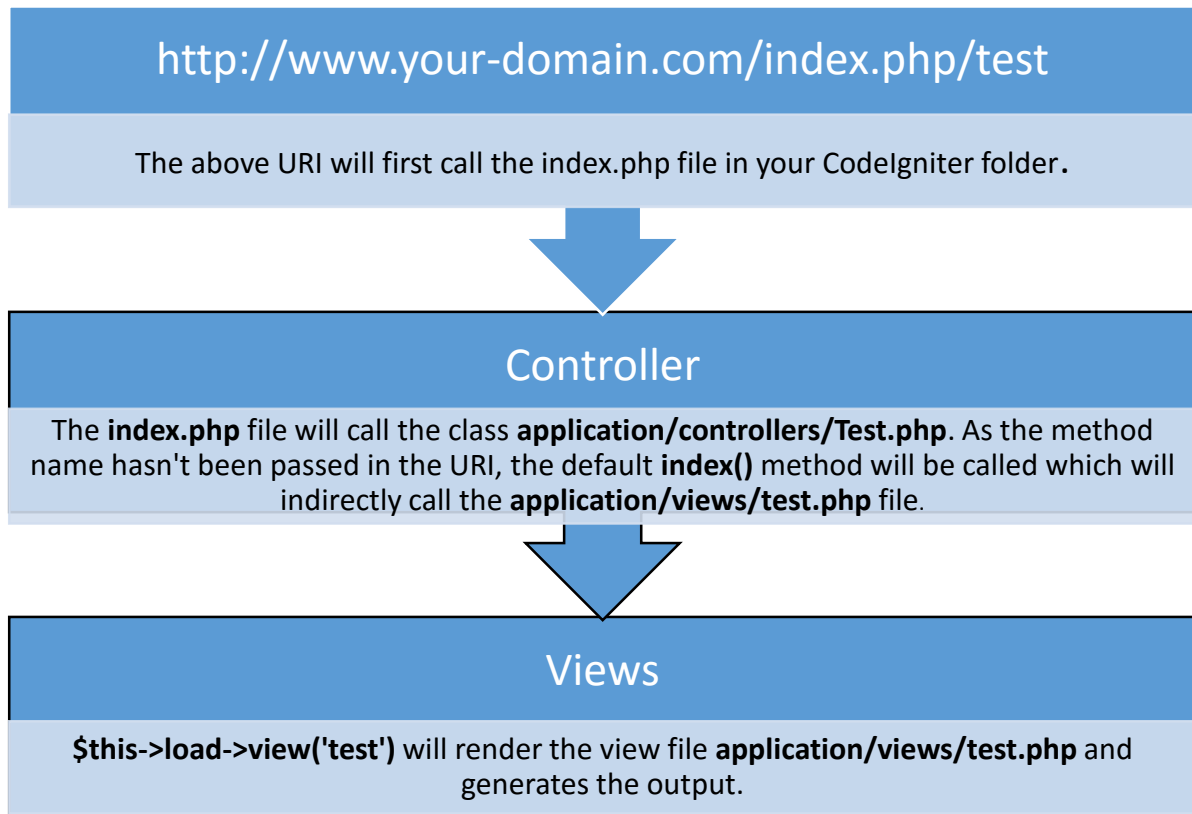 http://www.your-domain.com/index.php/test
The above URI will first call the index.php file in your CodeIgniter folder.
Controller
The index.php file will call the class application/controllers/Test.php. As the method
name hasn't been passed in the URI, the default index() method will be called which will
indirectly call the application/views/test.php file.
Views
$this->load->view('test') will render the view file application/views/test.php and
generates the output.